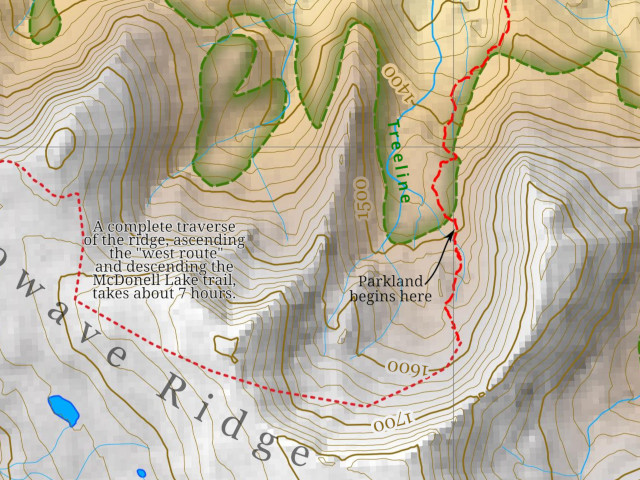 1400
Treeline
1500
A complete traverse
of the ridge, ascending
the "west route"
and descending the
McDonell Lake trail,
takes about 7 hours.
Parkland
begins here
1600
1700
owave Ridge